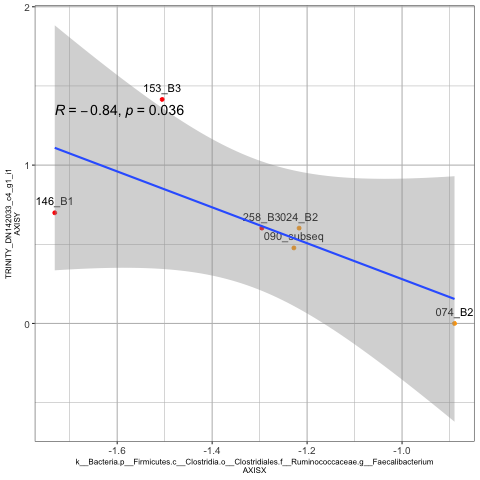 2
153_B3
R = −0.84, p = 0.036
1
146_B1
258_B3024_B2
090_subseq
074_B2
0
TRINITY_DN142033_c4_g1_i1
AXISY
-1.6 -1.4 -1.2 -1.0
k__Bacteria.p__Firmicutes.c__Clostridia.o__Clostridiales.f__Ruminococcaceae.g__Faecalibacterium
AXISX